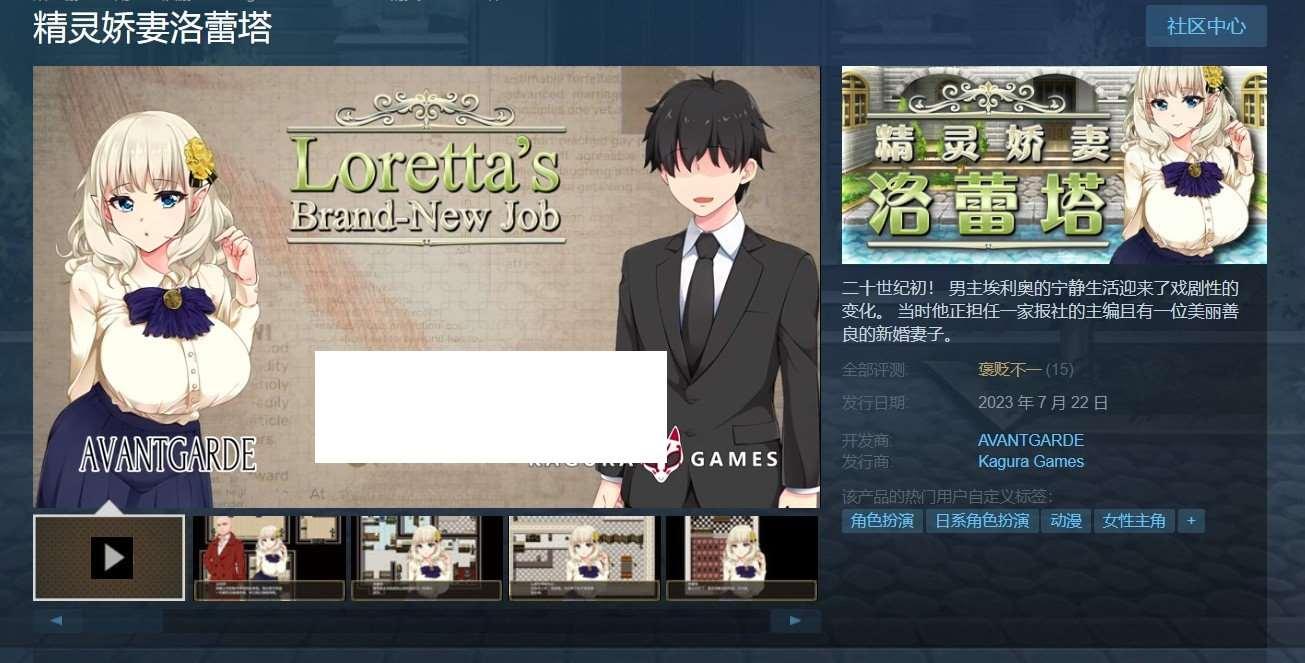 精灵娇妻洛蕾塔
社区中心
Loretta's
Brand-New Job
AVANTGARDE
GAMES
精灵娇妻
洛蕾塔
二十世纪初！ 男主埃利奥的宁静生活迎来了戏剧性的
变化。 当时他正担任一家报社的主编且有一位美丽善
良的新婚妻子。
全部评测: 褒贬不一 (15)
发行日期: 2023 年 7 月 22 日
开发商: AVANTGARDE
发行商: Kagura Games
该产品的热门用户自定义标签:
角色扮演 日系角色扮演 动漫 女性主角 +